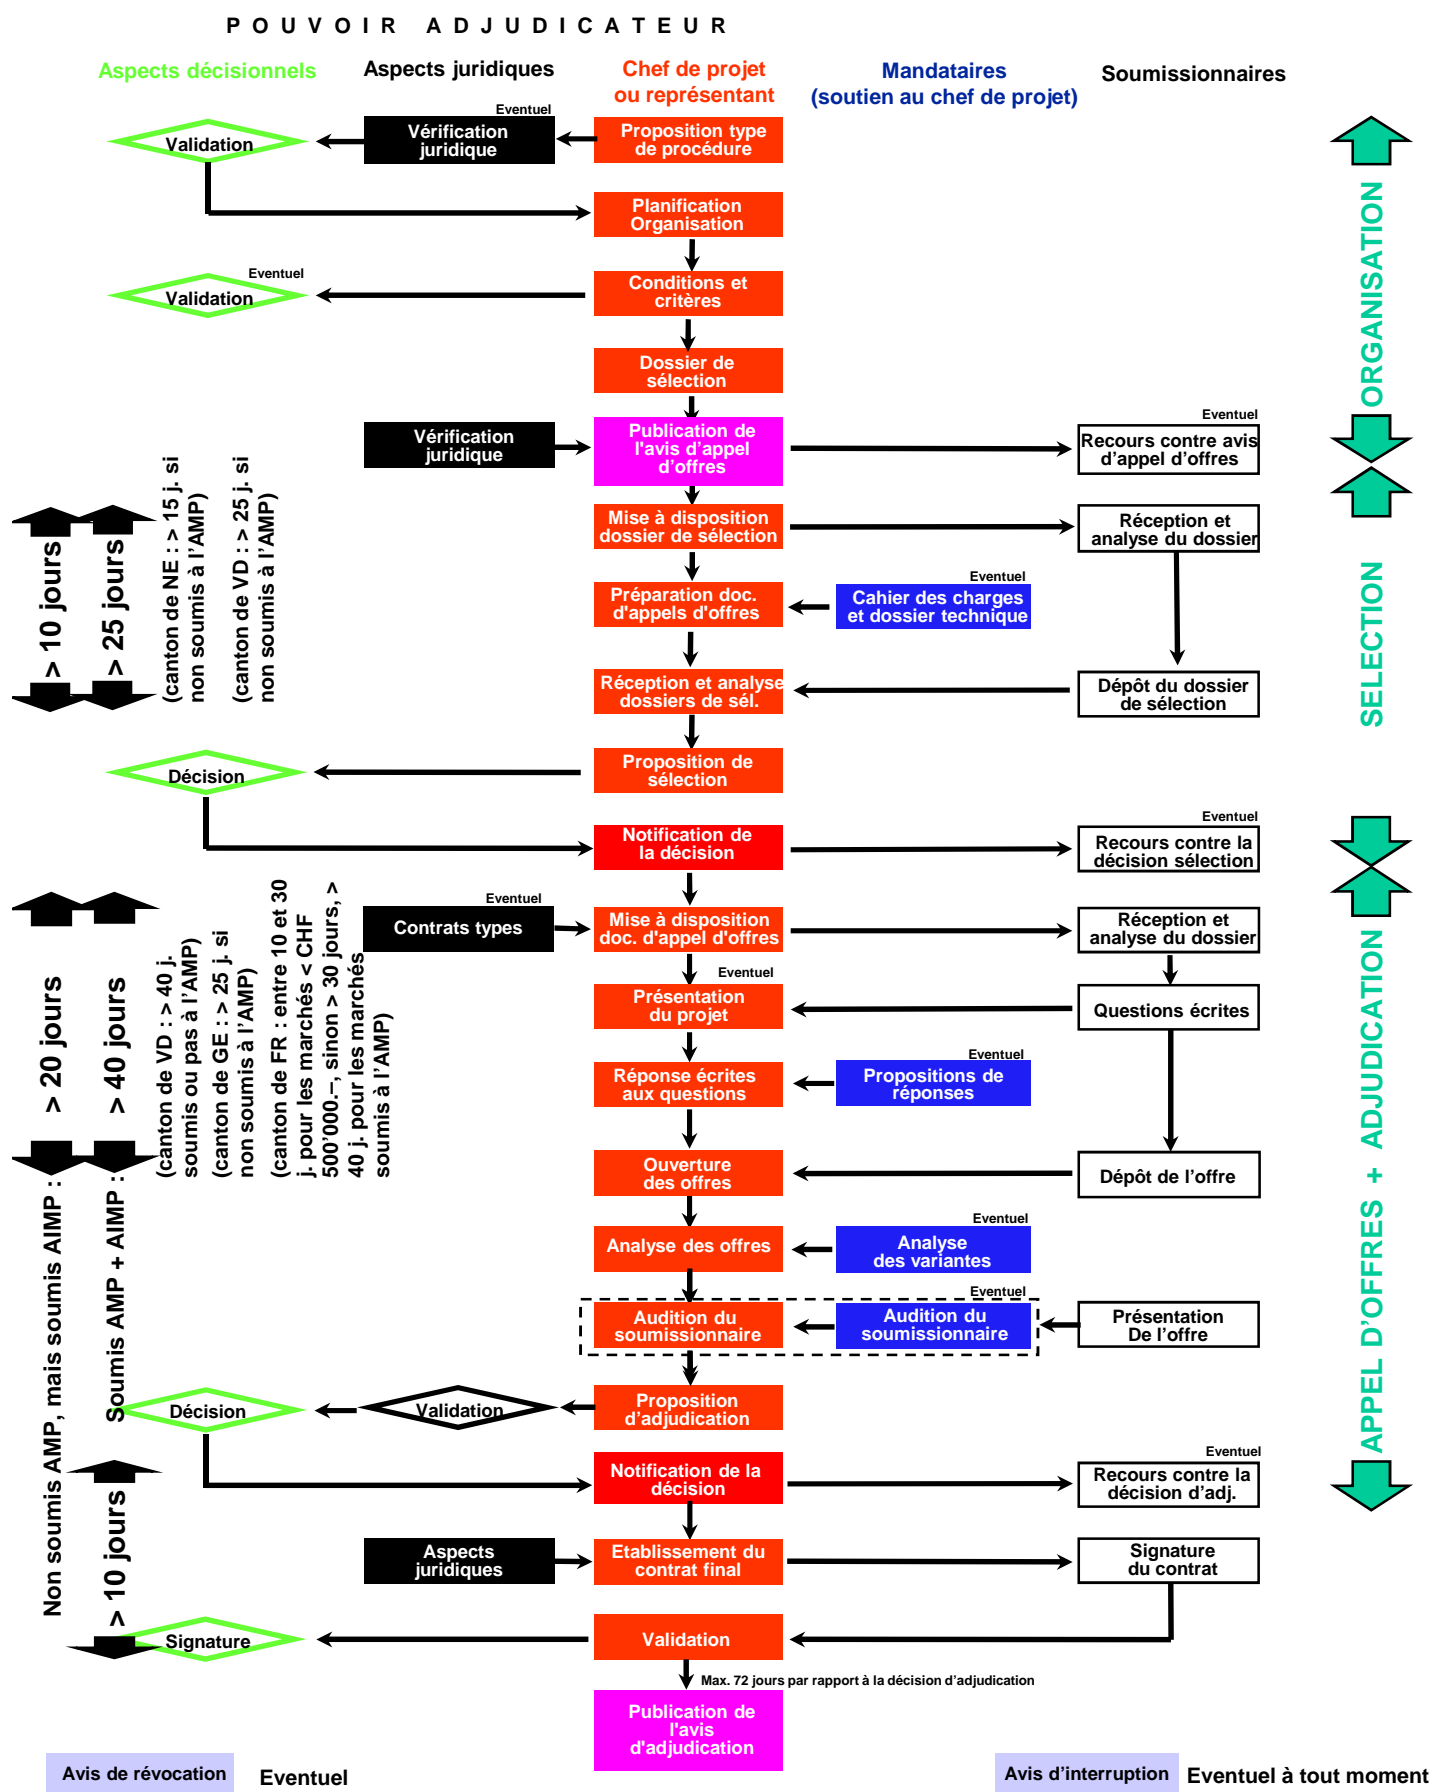 POUVOIR ADJUDICATEUR
Aspects décisionnels
Aspects juridiques
Chef de projet
ou représentant
Mandataires
(soutien au chef de projet)
Soumissionnaires
Eventuel
Validation
Vérification
juridique
Proposition type
de procédure
Planification
Organisation
Eventuel
Validation
Conditions et
critères
Dossier de
sélection
ORGANISATION
Vérification
juridique
Publication de
l'avis d'appel
d'offres
Eventuel
Recours contre avis
d'appel d'offres
Mise à disposition
dossier de sélection
Réception et
analyse du dossier
> 10 jours
> 25 jours
(canton de NE : > 15 j. si
non soumis à l'AMP)
(canton de VD : > 25 j. si
non soumis à l'AMP)
Préparation doc.
d'appels d'offres
Eventuel
Cahier des charges
et dossier technique
SELECTION
Réception et analyse
dossiers de sél.
Dépôt du dossier
de sélection
Décision
Proposition de
sélection
Notification de
la décision
Eventuel
Recours contre la
décision sélection
Eventuel
Contrats types
Mise à disposition
doc. d'appel d'offres
Réception et
analyse du dossier
Eventuel
Présentation
du projet
Questions écrites
> 20 jours
> 40 jours
(canton de VD : > 40 j.
soumis ou pas à l'AMP)
(canton de GE : > 25 j. si
non soumis à l'AMP)
(canton de FR : entre 10 et 30
j. pour les marchés < CHF
500'000.–, sinon > 30 jours, >
40 j. pour les marchés
soumis à l'AMP)
Réponse écrites
aux questions
Eventuel
Propositions de
réponses
Ouverture
des offres
Dépôt de l'offre
APPEL D'OFFRES + ADJUDICATION
Non soumis AMP, mais soumis AIMP :
Soumis AMP + AIMP :
Analyse des offres
Eventuel
Analyse
des variantes
Audition du
soumissionnaire
Eventuel
Audition du
soumissionnaire
Présentation
De l'offre
Décision
Validation
Proposition
d'adjudication
Notification de la
décision
Eventuel
Recours contre la
décision d'adj.
> 10 jours
Aspects
juridiques
Etablissement du
contrat final
Signature
du contrat
Signature
Validation
Max. 72 jours par rapport à la décision d'adjudication
Publication de
l'avis
d'adjudication
Avis de révocation
Eventuel
Avis d'interruption
Eventuel à tout moment